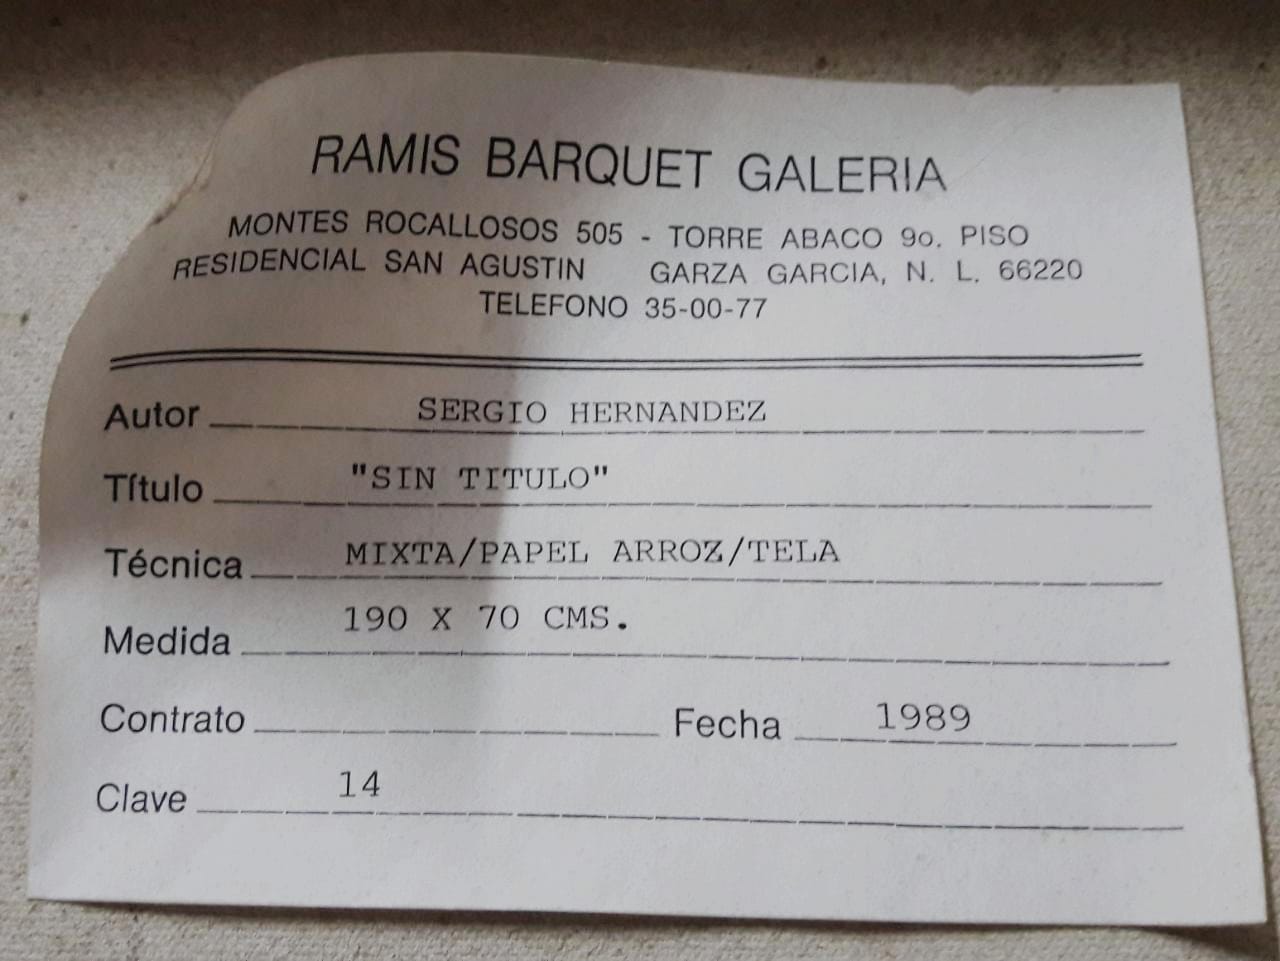 RAMIS BARQUET GALERIA
MONTES ROCALLOSOS 505 - TORRE ABACO 9o. PISO
RESIDENCIAL SAN AGUSTIN GARZA GARCIA, N. L. 66220
TELEFONO 35-00-77
Autor SERGIO HERNANDEZ
Título "SIN TITULO"
Técnica MIXTA/PAPEL ARROZ/TELA
Medida 190 X 70 CMS.
Contrato Fecha 1989
Clave 14